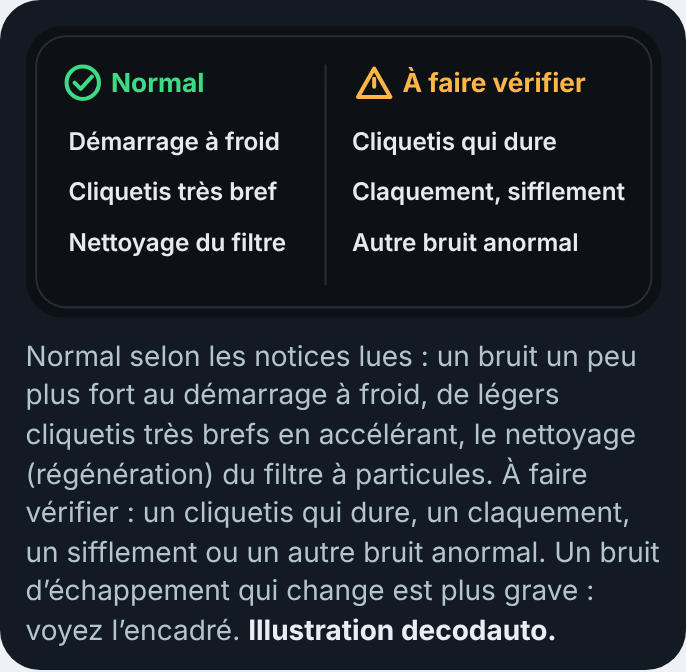 Normal
Démarrage à froid
Cliquetis très bref
Nettoyage du filtre
À faire vérifier
Cliquetis qui dure
Claquement, sifflement
Autre bruit anormal
Normal selon les notices lues : un bruit un peu
plus fort au démarrage à froid, de légers
cliquetis très brefs en accélérant, le nettoyage
(régénération) du filtre à particules. À faire
vérifier : un cliquetis qui dure, un claquement,
un sifflement ou un autre bruit anormal. Un bruit
d’échappement qui change est plus grave :
voyez l’encadré. Illustration decodauto.